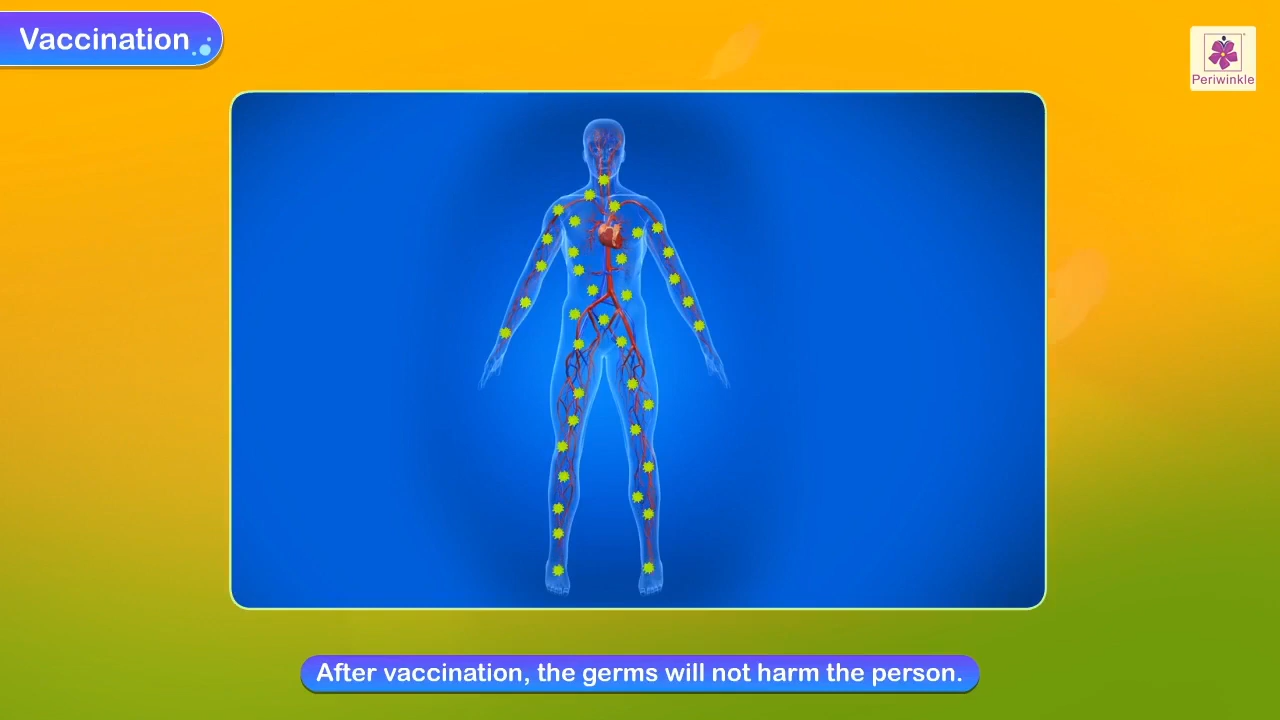 Vaccination
Periwinkle
After vaccination, the germs will not harm the person.